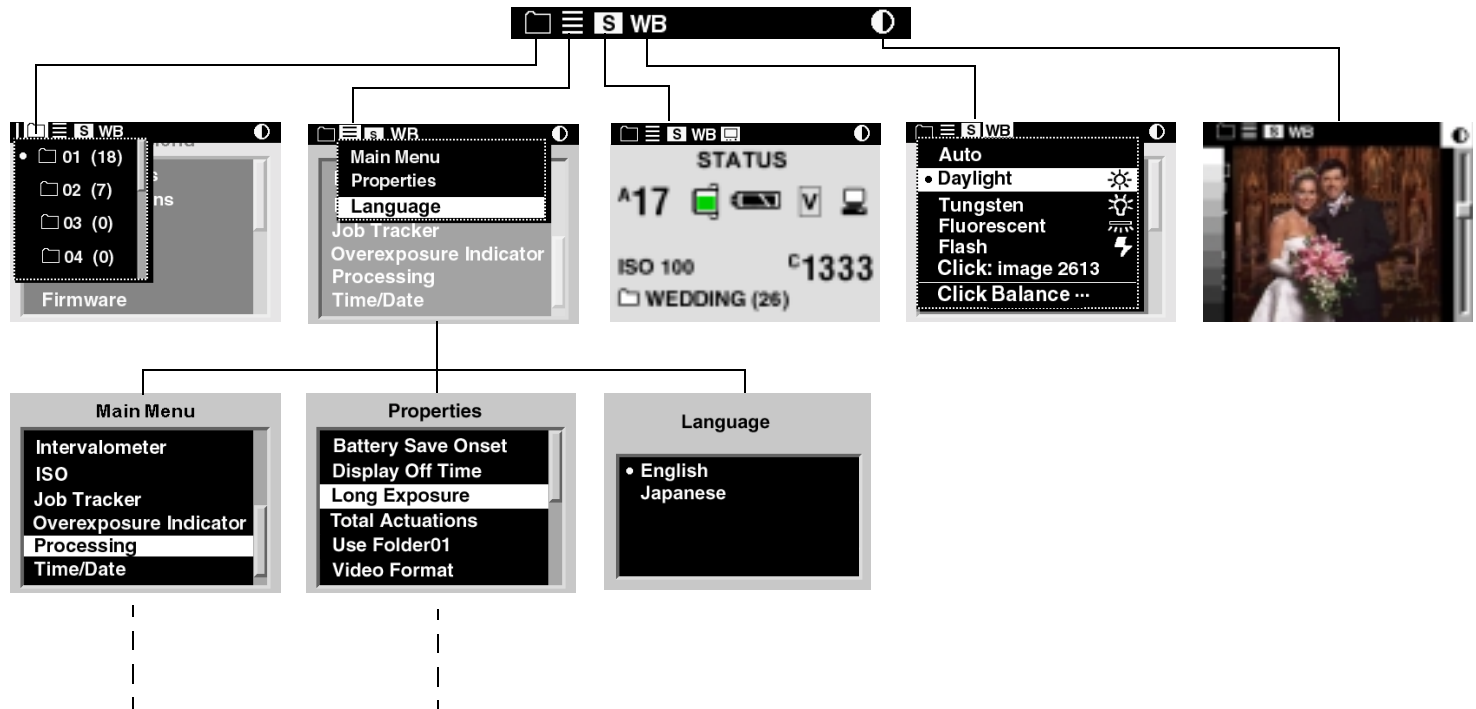 S WB
S WB
01 (18)
02 (7)
03 (0)
04 (0)
ns
Firmware
S WB
Main Menu
Properties
Language
Job Tracker
Overexposure Indicator
Processing
Time/Date
S WB
STATUS
A17
V
ISO 100
C1333
WEDDING (26)
S WB
Auto
• Daylight
Tungsten
Fluorescent
Flash
Click: image 2613
Click Balance ···
S WB
Main Menu
Intervalometer
ISO
Job Tracker
Overexposure Indicator
Processing
Time/Date
Properties
Battery Save Onset
Display Off Time
Long Exposure
Total Actuations
Use Folder01
Video Format
Language
• English
Japanese